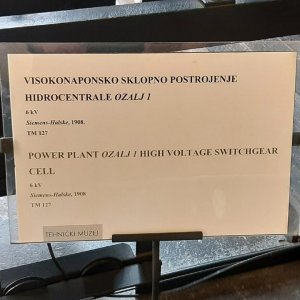 VISOKONAPONSKO SKLOPNO POSTROJENJE
HIDROCENTRALE OZALJ 1
6 kV
Siemens-Halske, 1908.
TM 127
POWER PLANT OZALJ 1 HIGH VOLTAGE SWITCHGEAR
CELL
6 kV
Siemens-Halske, 1908
TM 127
TEHNIČKI MUZEJ